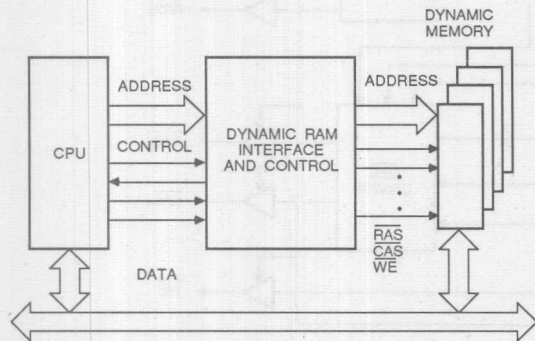 DYNAMIC
MEMORY
ADDRESS
ADDRESS
CPU
CONTROL
DYNAMIC RAM
INTERFACE
AND CONTROL
RAS
CAS
WE
DATA